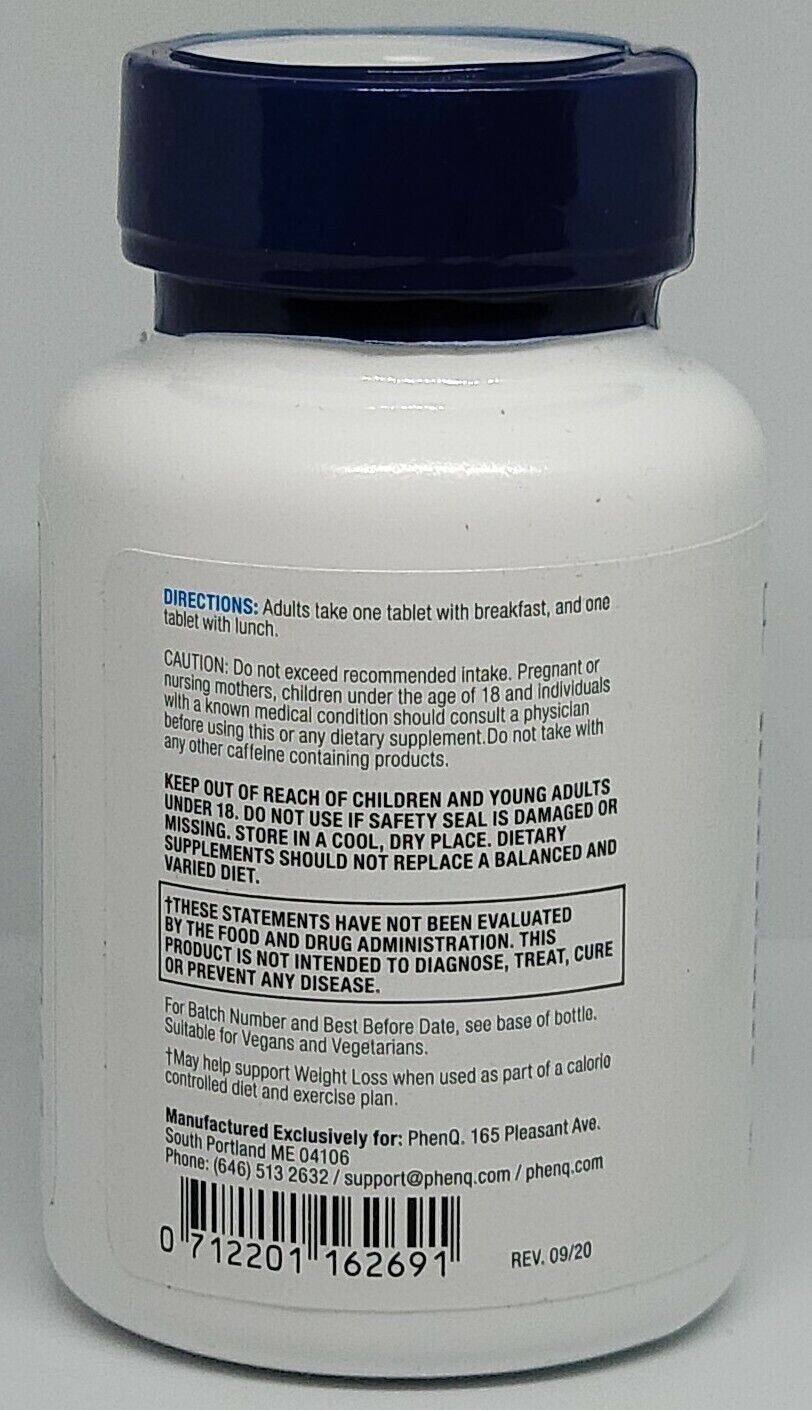 DIRECTIONS: Adults take one tablet with breakfast, and one
tablet with lunch.
CAUTION: Do not exceed recommended intake. Pregnant or
nursing mothers, children under the age of 18 and individuals
with a known medical condition should consult a physician
before using this or any dietary supplement.Do not take with
any other caffeine containing products.
KEEP OUT OF REACH OF CHILDREN AND YOUNG ADULTS
UNDER 18. DO NOT USE IF SAFETY SEAL IS DAMAGED OR
MISSING. STORE IN A COOL, DRY PLACE. DIETARY
SUPPLEMENTS SHOULD NOT REPLACE A BALANCED AND
VARIED DIET.
†THESE STATEMENTS HAVE NOT BEEN EVALUATED
BY THE FOOD AND DRUG ADMINISTRATION. THIS
PRODUCT IS NOT INTENDED TO DIAGNOSE, TREAT, CURE
OR PREVENT ANY DISEASE.
For Batch Number and Best Before Date, see base of bottle.
Suitable for Vegans and Vegetarians.
†May help support Weight Loss when used as part of a calorie
controlled diet and exercise plan.
Manufactured Exclusively for: PhenQ. 165 Pleasant Ave.
South Portland ME 04106
Phone: (646) 513 2632 / support@phenq.com / phenq.com
0 712201 162691
REV. 09/20